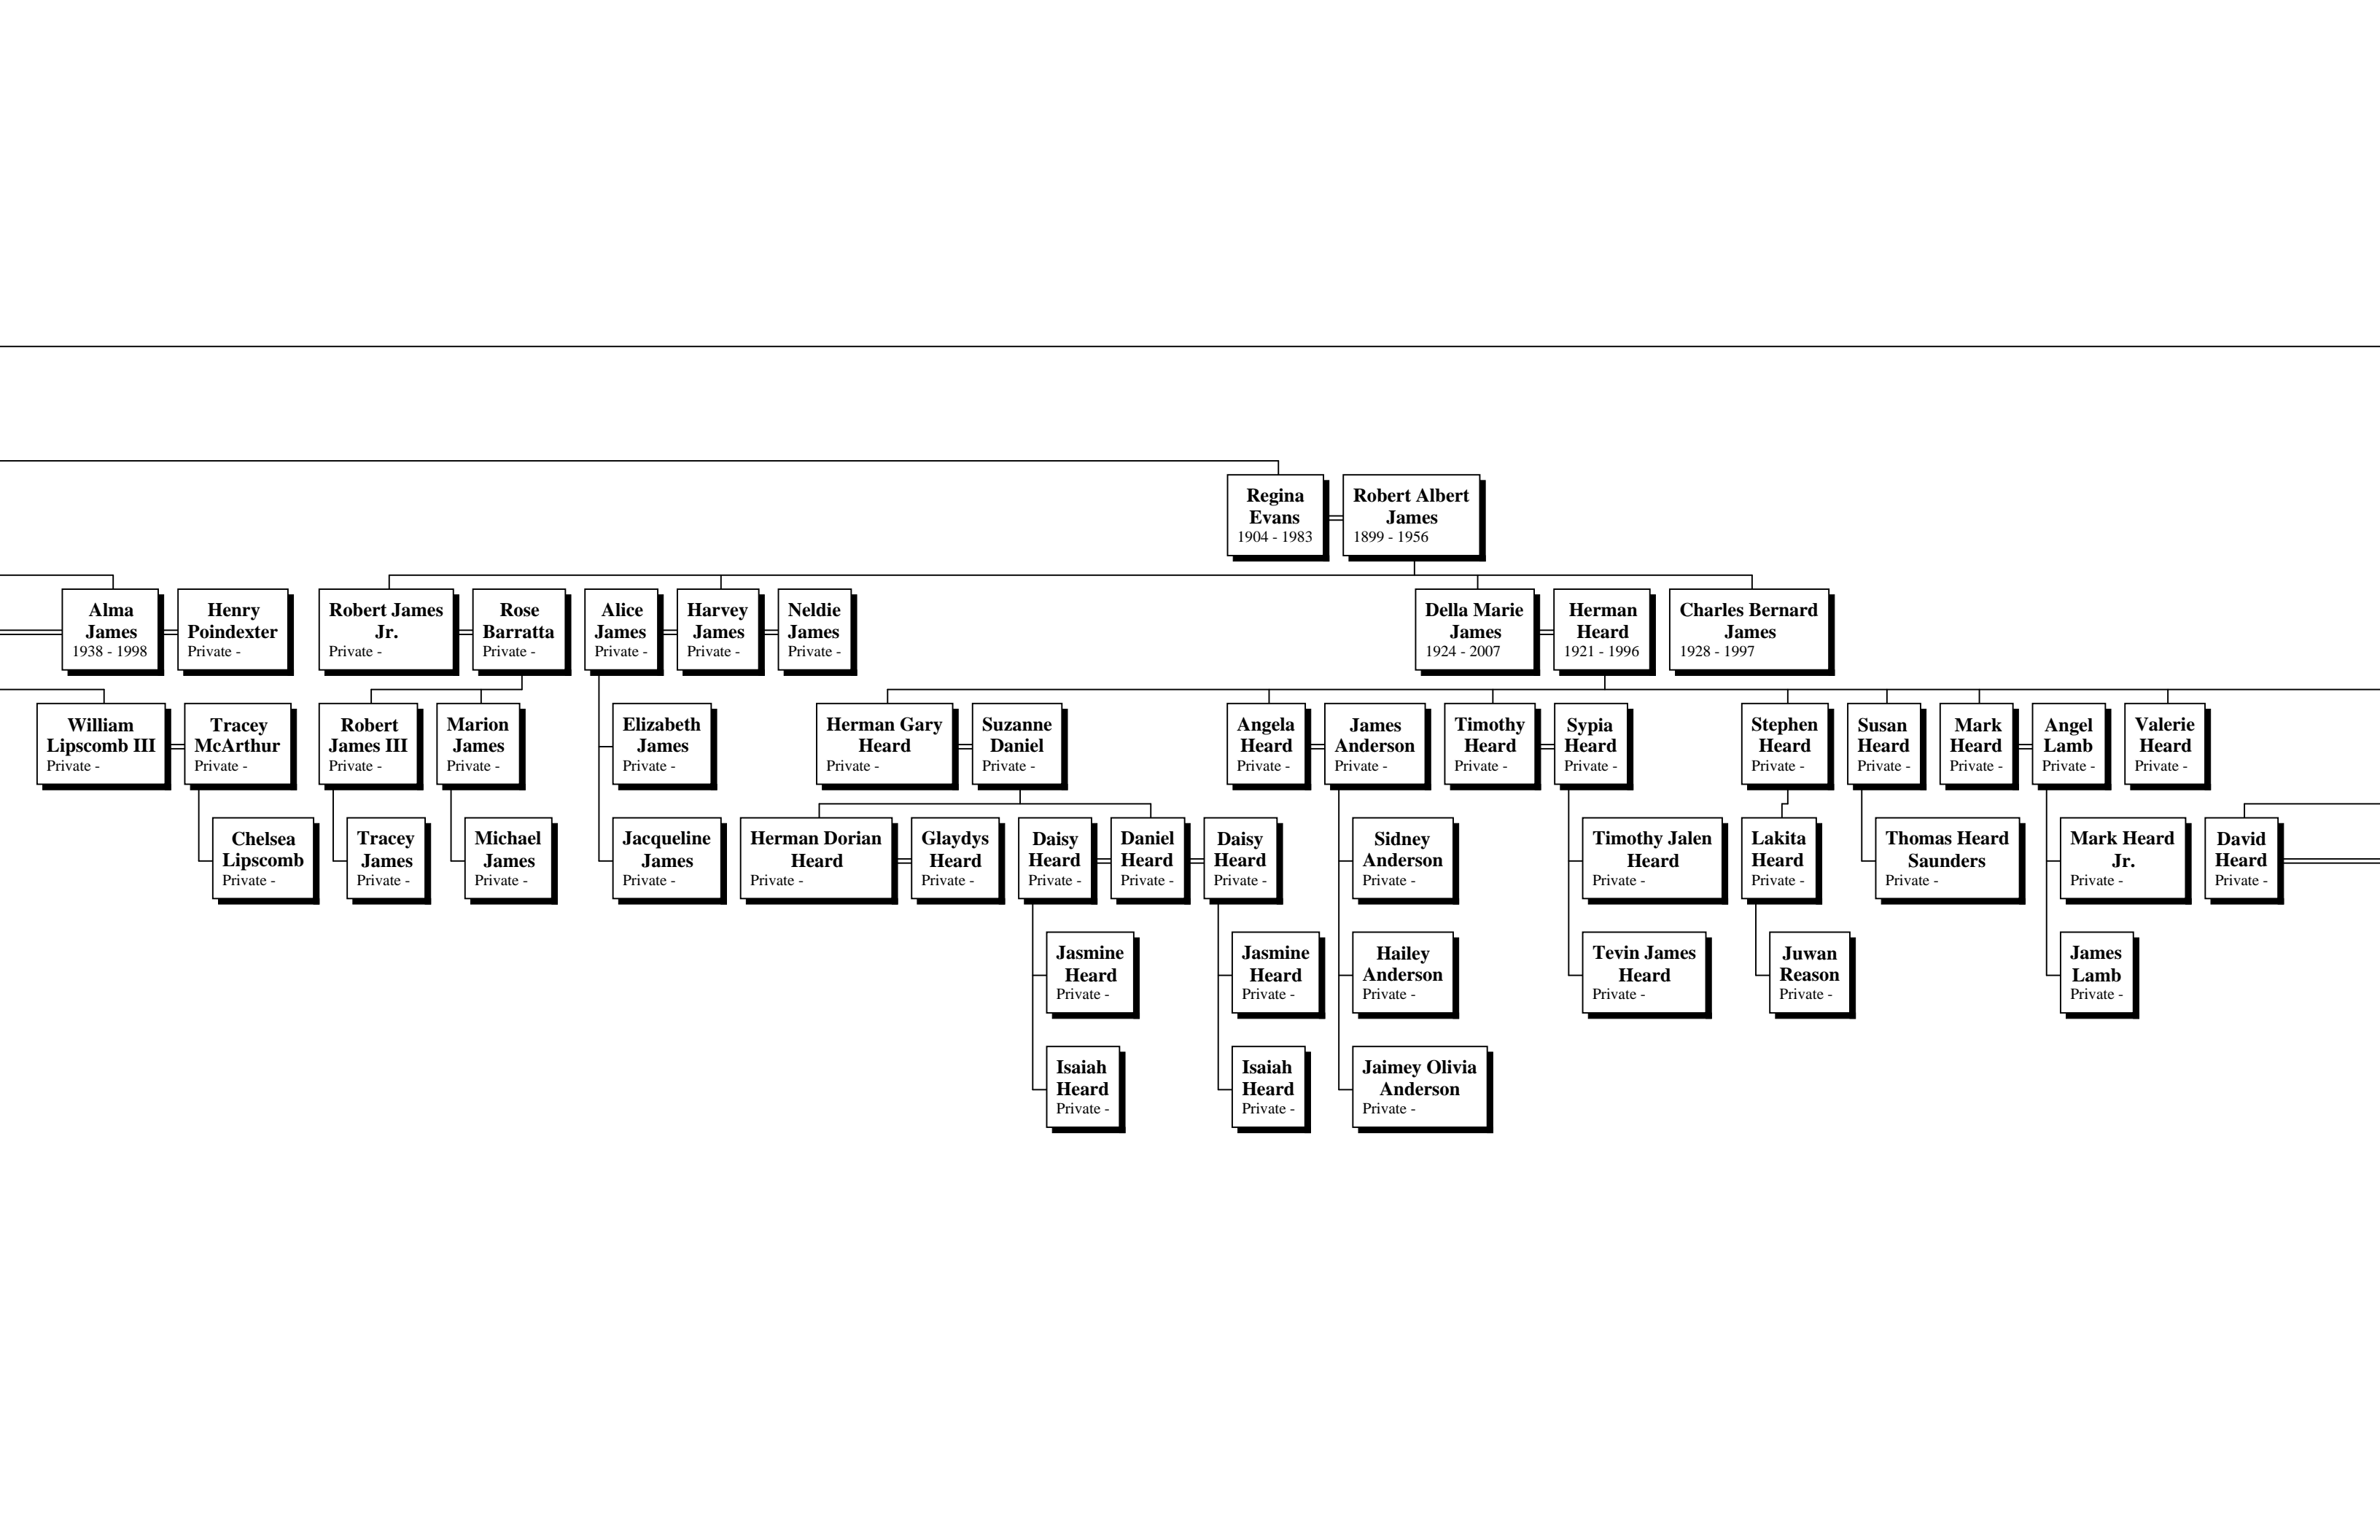 Regina
Evans
1904 - 1983
Robert Albert
James
1899 - 1956
Alma
James
1938 - 1998
Henry
Poindexter
Private -
Robert James
Jr.
Private -
Rose
Barratta
Private -
Alice
James
Private -
Harvey
James
Private -
Neldie
James
Private -
Della Marie
James
1924 - 2007
Herman
Heard
1921 - 1996
Charles Bernard
James
1928 - 1997
William
Lipscomb III
Private -
Tracey
McArthur
Private -
Robert
James III
Private -
Marion
James
Private -
Elizabeth
James
Private -
Herman Gary
Heard
Private -
Suzanne
Daniel
Private -
Angela
Heard
Private -
James
Anderson
Private -
Timothy
Heard
Private -
Sypia
Heard
Private -
Stephen
Heard
Private -
Susan
Heard
Private -
Mark
Heard
Private -
Angel
Lamb
Private -
Valerie
Heard
Private -
Chelsea
Lipscomb
Private -
Tracey
James
Private -
Michael
James
Private -
Jacqueline
James
Private -
Herman Dorian
Heard
Private -
Glaydys
Heard
Private -
Daisy
Heard
Private -
Daniel
Heard
Private -
Daisy
Heard
Private -
Sidney
Anderson
Private -
Timothy Jalen
Heard
Private -
Lakita
Heard
Private -
Thomas Heard
Saunders
Private -
Mark Heard
Jr.
Private -
David
Heard
Private -
Jasmine
Heard
Private -
Jasmine
Heard
Private -
Hailey
Anderson
Private -
Tevin James
Heard
Private -
Juwan
Reason
Private -
James
Lamb
Private -
Isaiah
Heard
Private -
Isaiah
Heard
Private -
Jaimey Olivia
Anderson
Private -